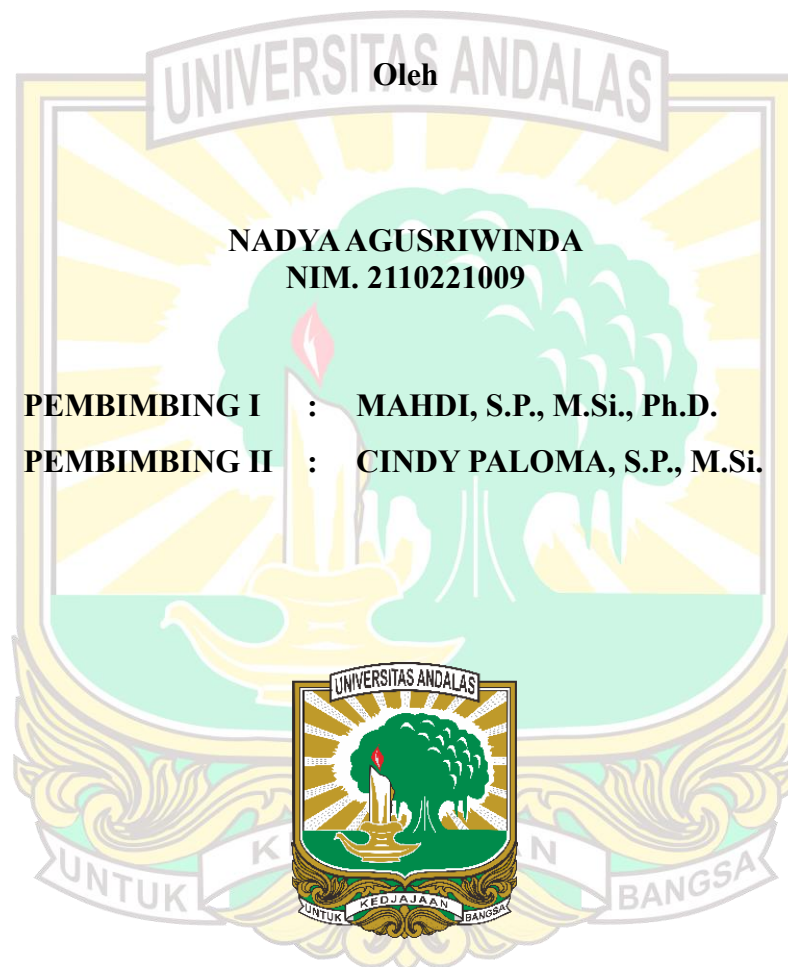 UNIVERSITAS ANDALAS
Oleh
NADYA AGUSRIWINDA
NIM. 2110221009
PEMBIMBING I : MAHDI, S.P., M.Si., Ph.D.
PEMBIMBING II : CINDY PALOMA, S.P., M.Si.
UNIVERSITAS ANDALAS
UNTUK KEDJAJAAN BANGSA
UNTUK K N BANGSA